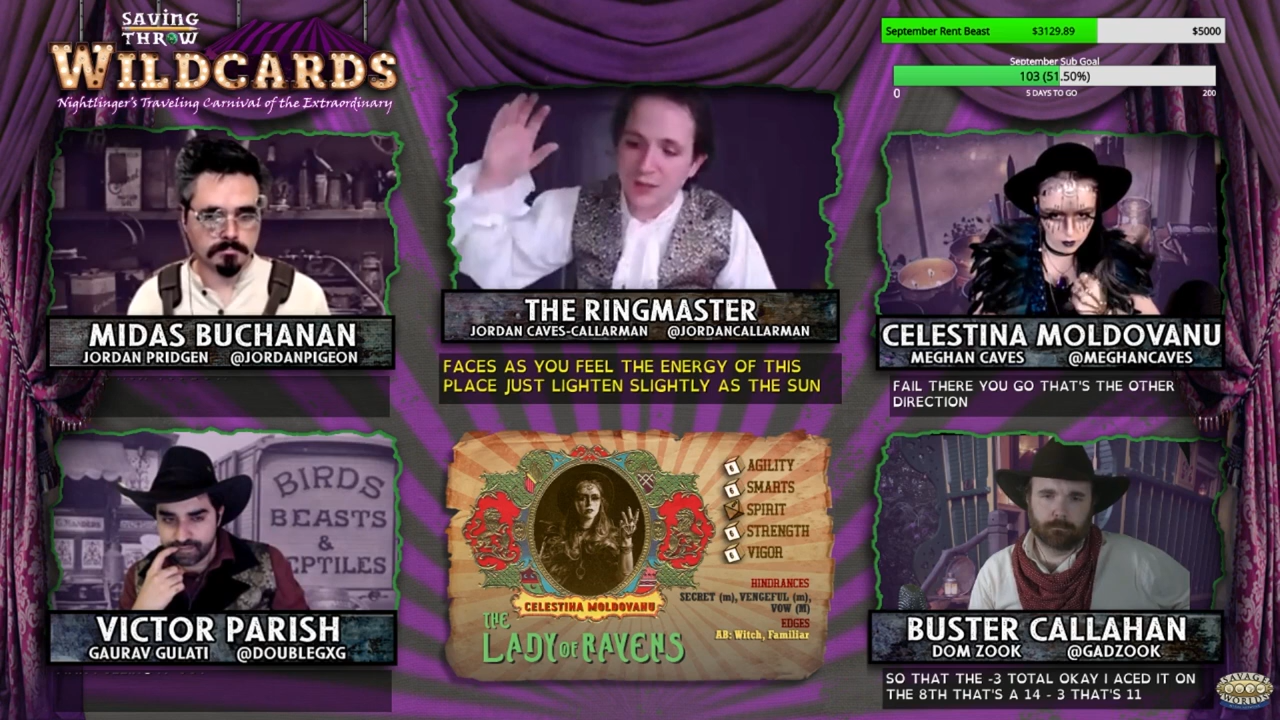 SAVING
THROW
WILDCARDS
Nightlinger's Traveling Carnival of the Extraordinary
September Rent Beast $3129.89 $5000
September Sub Goal
103 (51.50%)
0 5 DAYS TO GO 200
MIDAS BUCHANAN
JORDAN PRIDGEN @JORDANPIGEON
THE RINGMASTER
JORDAN CAVES-CALLARMAN @JORDANCALLARMAN
FACES AS YOU FEEL THE ENERGY OF THIS
PLACE JUST LIGHTEN SLIGHTLY AS THE SUN
CELESTINA MOLDOVANU
MEGHAN CAVES @MEGHANCAVES
FAIL THERE YOU GO THAT'S THE OTHER
DIRECTION
BIRDS
BEASTS
&
EPTILES
VICTOR PARISH
GAURAV GULATI @DOUBLEGXG
AGILITY
SMARTS
SPIRIT
STRENGTH
VIGOR
HINDRANCES
SECRET (m), VENGEFUL (m),
VOW (M)
EDGES
AB: Witch, Familiar
CELESTINA MOLDOVANU
THE
LADY OF RAVENS
BUSTER CALLAHAN
DOM ZOOK @GADZOOK
SO THAT THE -3 TOTAL OKAY I ACED IT ON
THE 8TH THAT'S A 14 - 3 THAT'S 11
SAVAGE
WORLDS